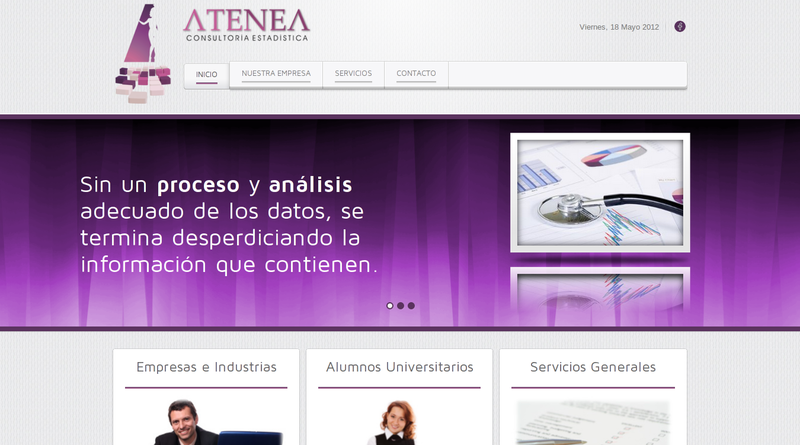 ATENEA
CONSULTORIA ESTADISTICA
Viernes, 18 Mayo 2012
INICIO
NUESTRA EMPRESA
SERVICIOS
CONTACTO
Sin un proceso y análisis
adecuado de los datos, se
termina desperdiciando la
información que contienen.
Empresas e Industrias
Alumnos Universitarios
Servicios Generales